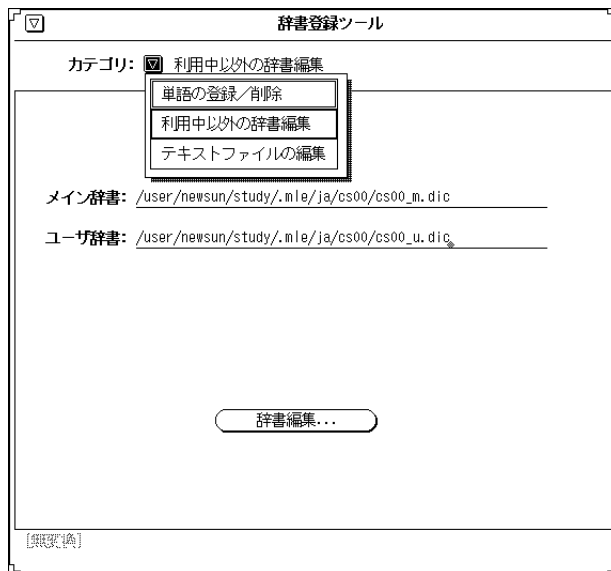 辞書登録ツール
カテゴリ: 利用中以外の辞書編集
単語の登録／削除
利用中以外の辞書編集
テキストファイルの編集
メイン辞書: /user/newsun/study/.mle/ja/cs00/cs00_m.dic
ユーザ辞書: /user/newsun/study/.mle/ja/cs00/cs00_u.dic
辞書編集...